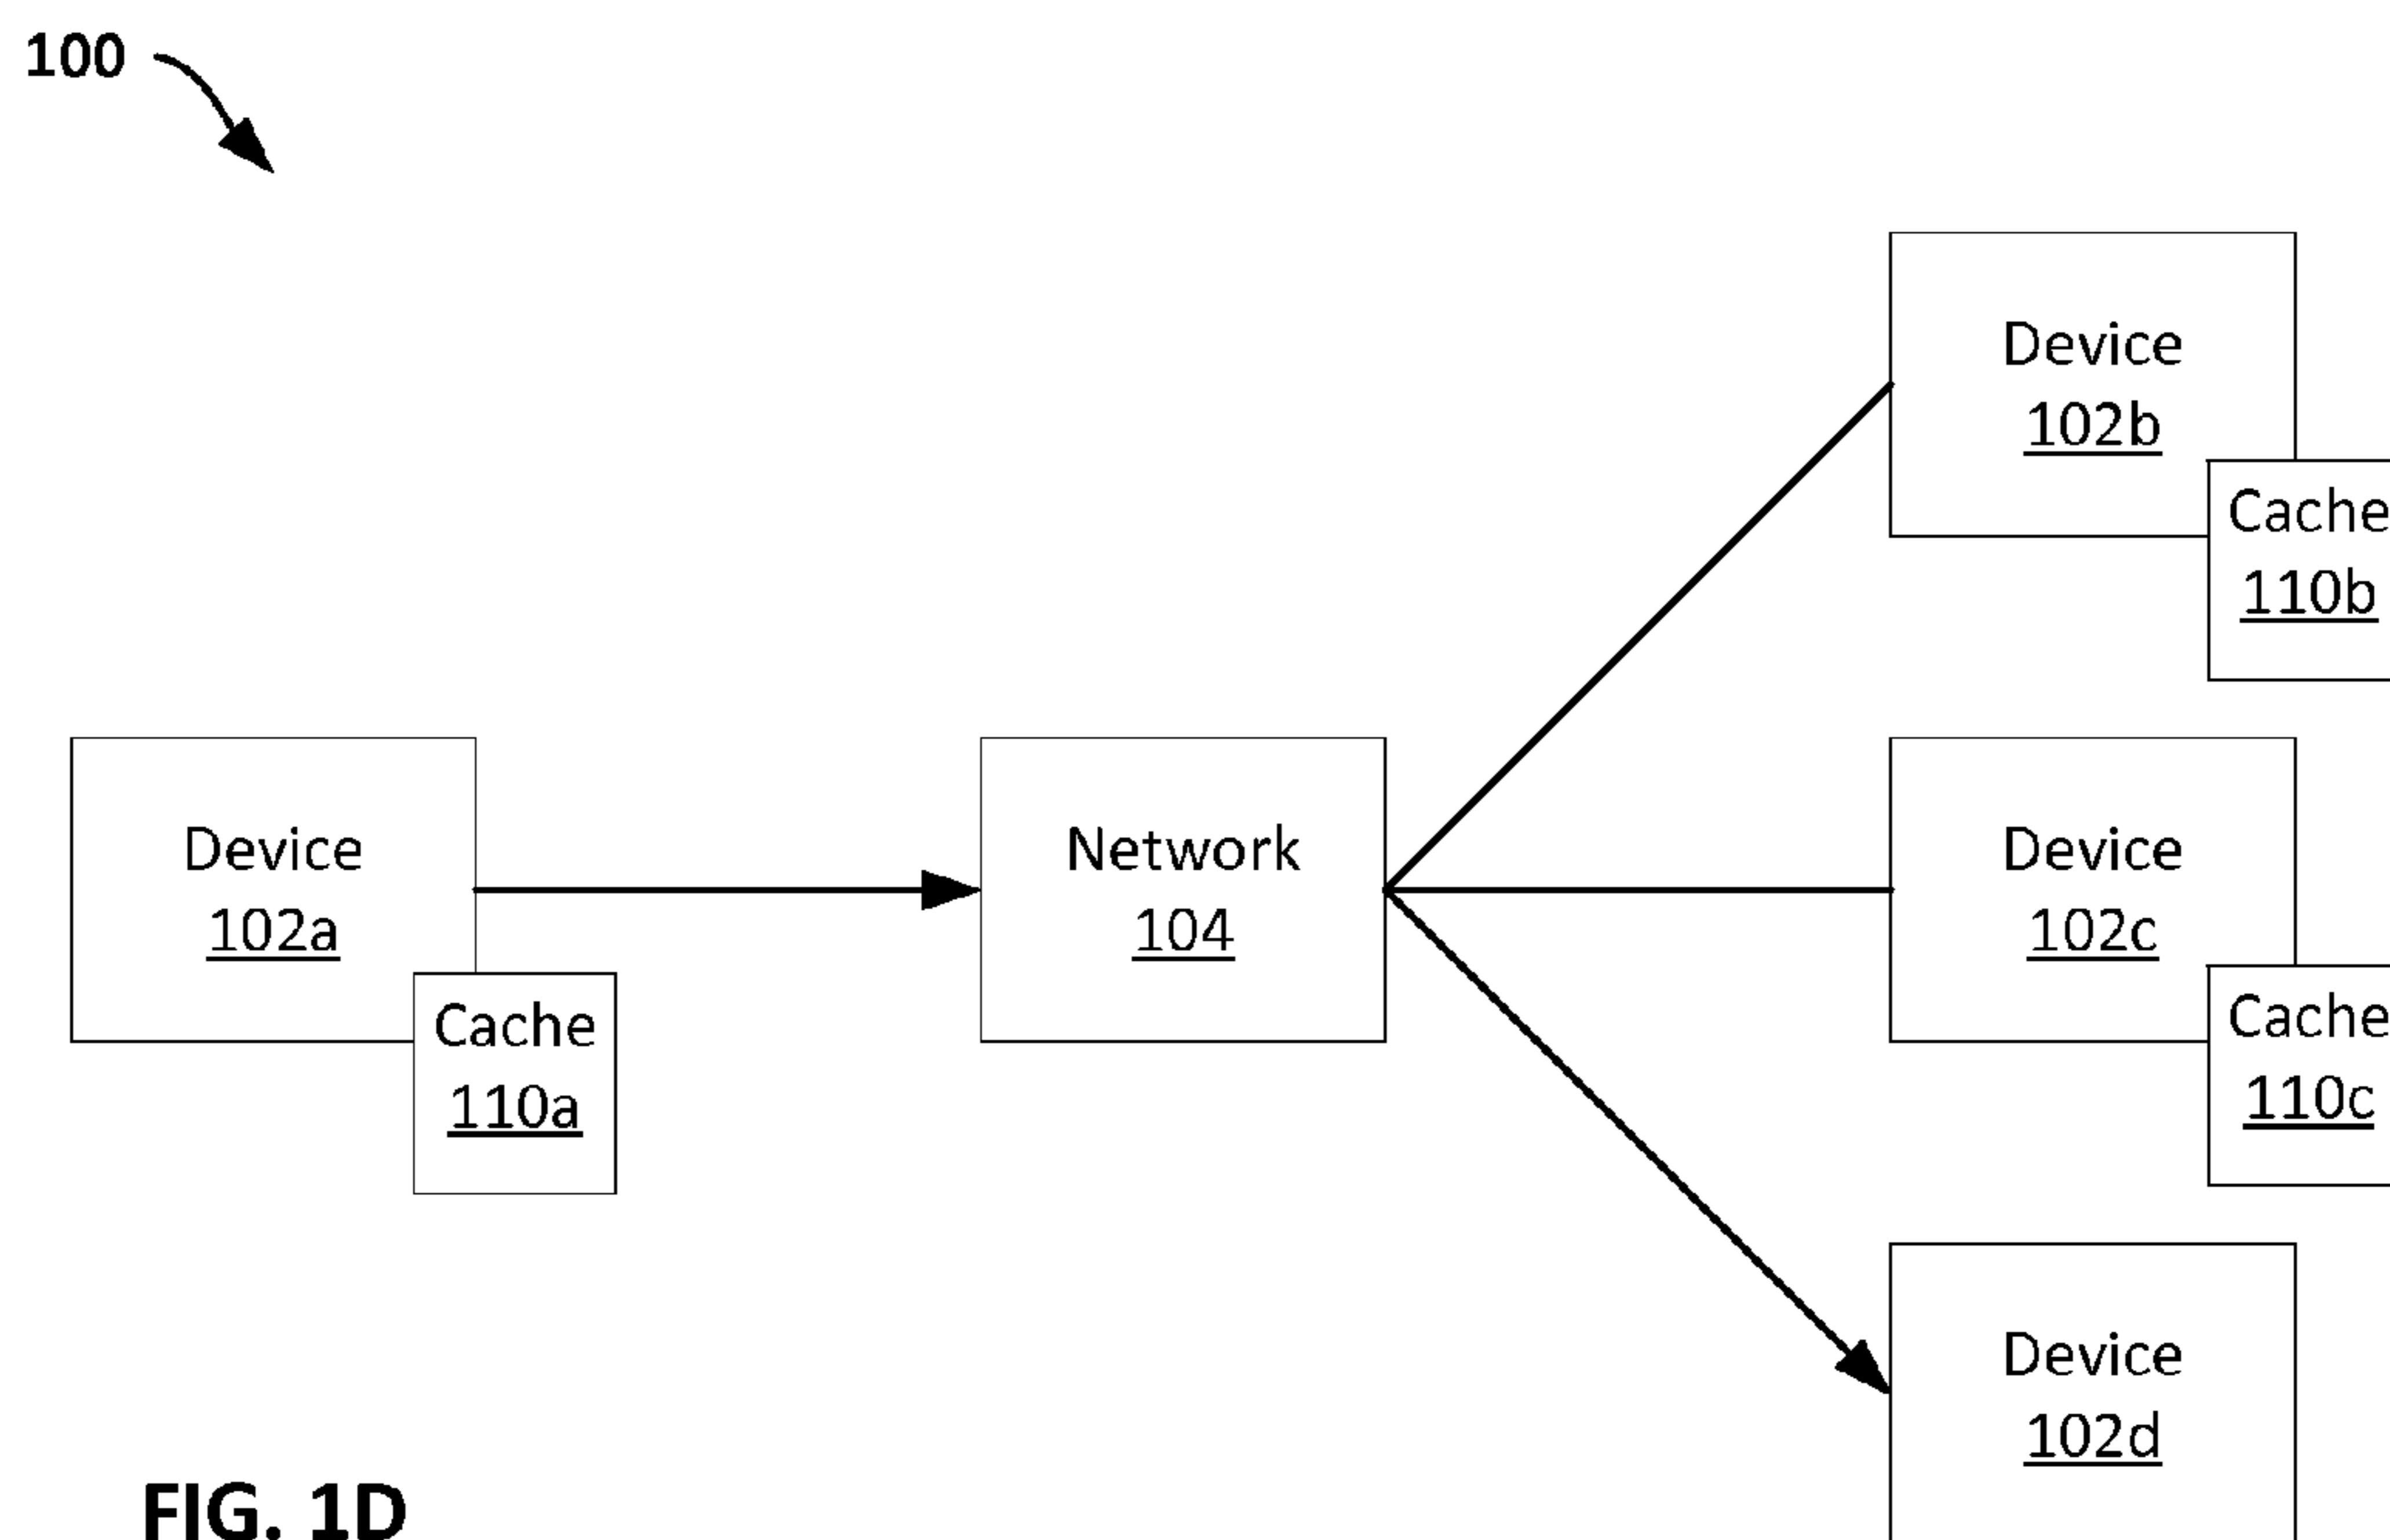 100
Device
102b
Cache
110b
Device
102a
Cache
110a
Network
104
Device
102c
Cache
110c
Device
102d
FIG. 1D